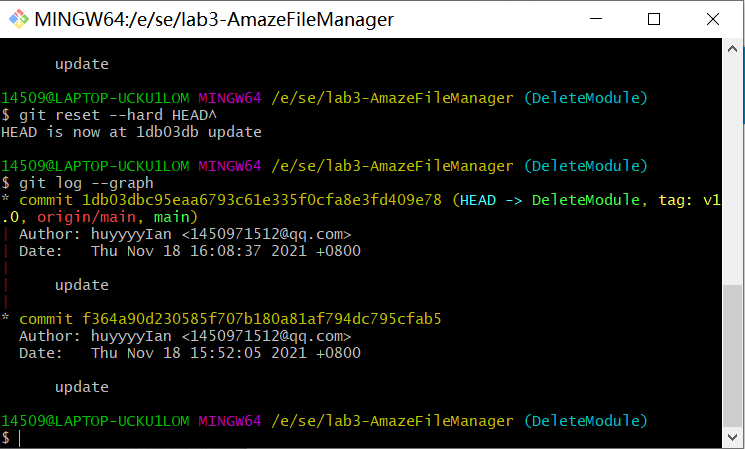 MINGW64:/e/se/lab3-AmazeFileManager
update
14509@LAPTOP-UCKU1LOM MINGW64 /e/se/lab3-AmazeFileManager (DeleteModule)
$ git reset --hard HEAD^
HEAD is now at 1db03db update
14509@LAPTOP-UCKU1LOM MINGW64 /e/se/lab3-AmazeFileManager (DeleteModule)
$ git log --graph
* commit 1db03dbc95eaa6793c61e335f0cfa8e3fd409e78 (HEAD -> DeleteModule, tag: v1
.0, origin/main, main)
| Author: huyyyyIan <1450971512@qq.com>
| Date:   Thu Nov 18 16:08:37 2021 +0800
|
|     update
|
* commit f364a90d230585f707b180a81af794dc795cfab5
Author: huyyyyIan <1450971512@qq.com>
Date:   Thu Nov 18 15:52:05 2021 +0800
update
14509@LAPTOP-UCKU1LOM MINGW64 /e/se/lab3-AmazeFileManager (DeleteModule)
$